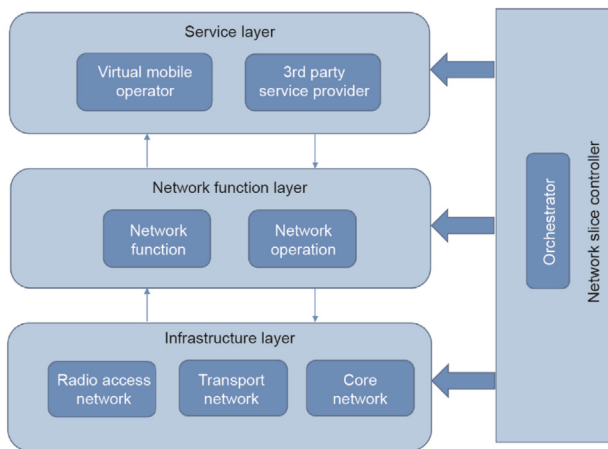 Service layer
Virtual mobile
operator
3rd party
service provider
Network function layer
Network
function
Network
operation
Infrastructure layer
Radio access
network
Transport
network
Core
network
Orchestrator
Network slice controller